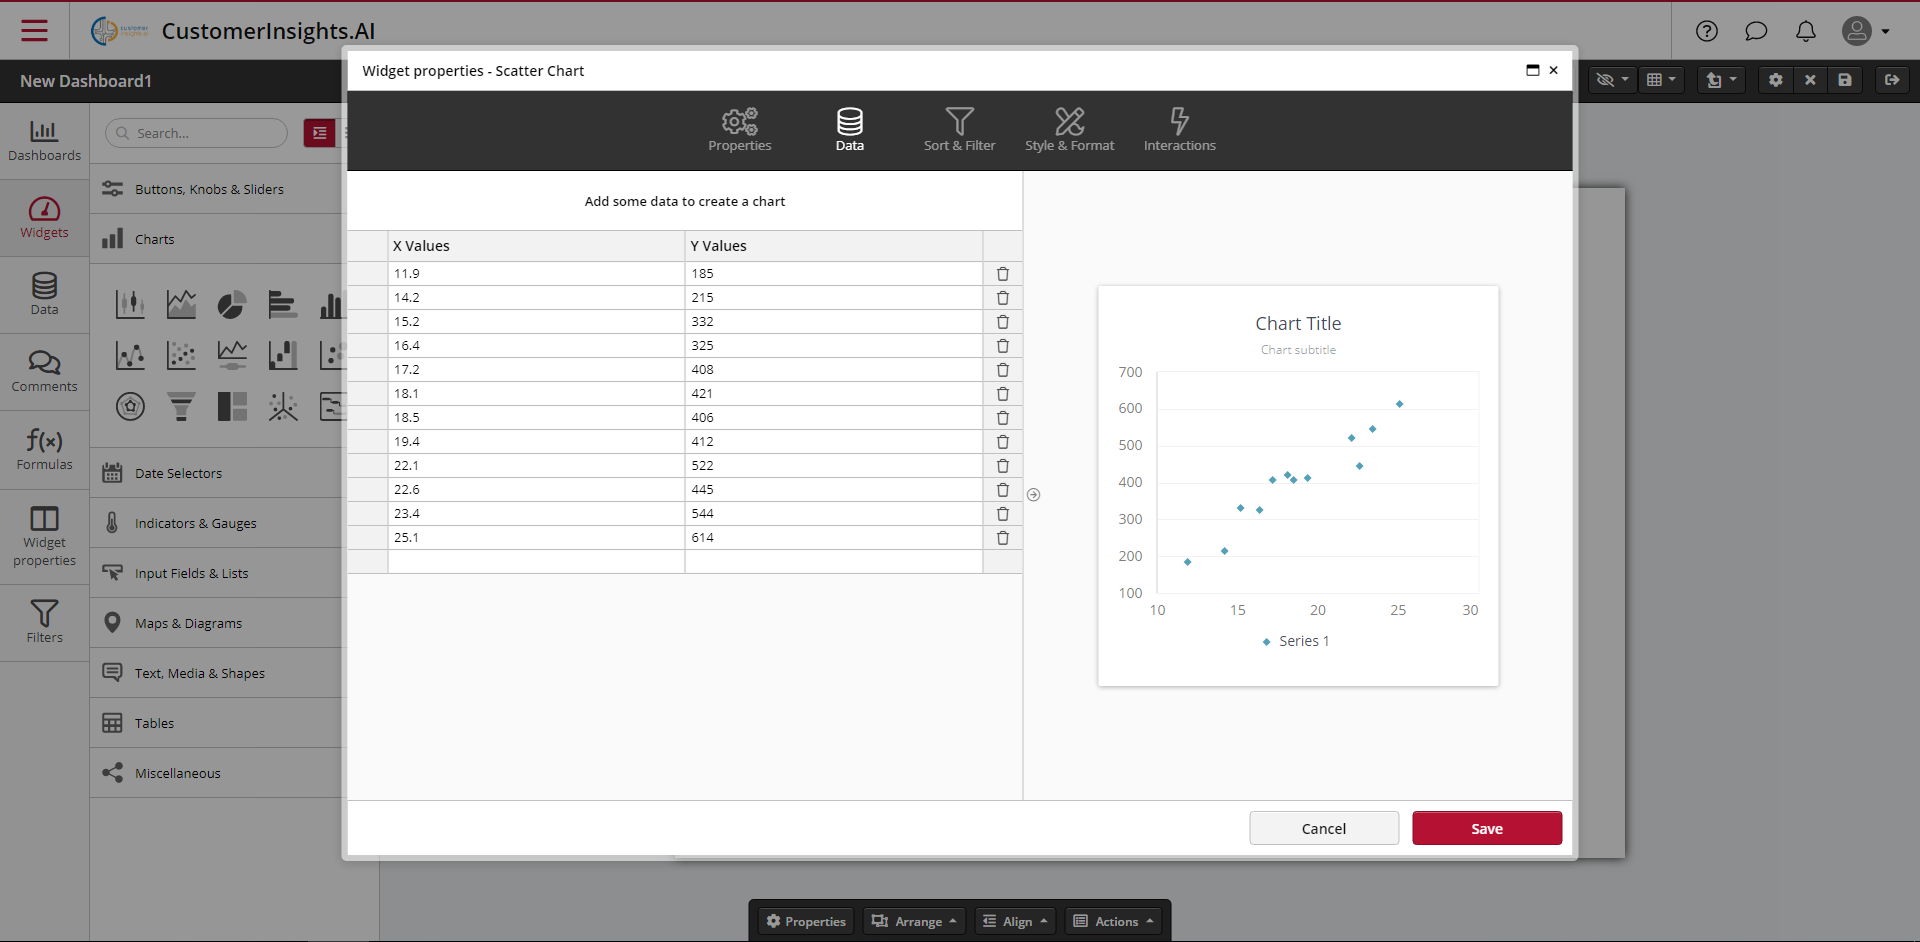 CustomerInsights.AI
New Dashboard1
Dashboards
Widgets
Data
Comments
f(x)
Formulas
Widget
properties
Filters
Search...
Buttons, Knobs & Sliders
Charts
Date Selectors
Indicators & Gauges
Input Fields & Lists
Maps & Diagrams
Text, Media & Shapes
Tables
Miscellaneous
Widget properties - Scatter Chart
Properties
Data
Sort & Filter
Style & Format
Interactions
Add some data to create a chart
X Values Y Values
11.9 185
14.2 215
15.2 332
16.4 325
17.2 408
18.1 421
18.5 406
19.4 412
22.1 522
22.6 445
23.4 544
25.1 614
Chart Title
Chart subtitle
700
600
500
400
300
200
100
10 15 20 25 30
Series 1
Cancel Save
Properties Arrange Align Actions